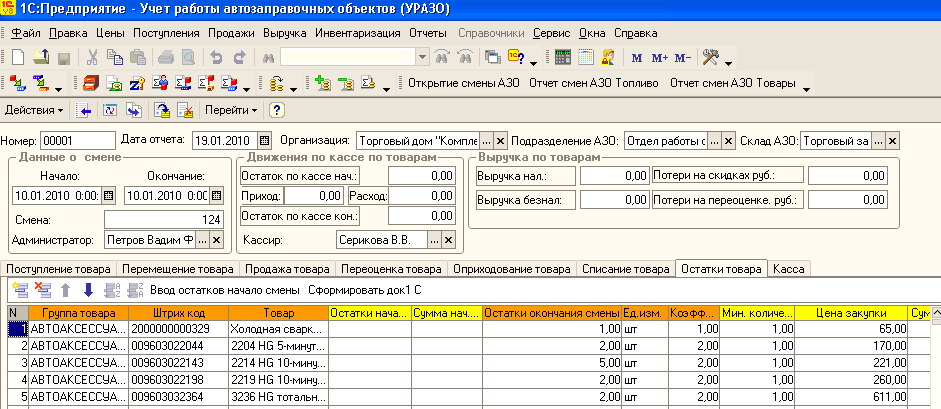 1С:Предприятие - Учет работы автозаправочных объектов (УРАЗО)
Файл Правка Цены Поступления Продажи Выручка Инвентаризация Отчеты Справочники Сервис Окна Справка
M M+ M-
Открытие смены АЗО Отчет смен АЗО Топливо Отчет смен АЗО Товары
Действия Перейти
Номер: 00001 Дата отчета: 19.01.2010 Организация: Торговый дом "Компле ... Подразделение АЗО: Отдел работы с ... Склад АЗО: Торговый за ...
Данные о смене Движения по кассе по товарам Выручка по товарам
Начало: Окончание: Остаток по кассе нач.: 0,00 Выручка нал.: 0,00 Потери на скидках руб.: 0,00
10.01.2010 0:00: 10.01.2010 0:00: Приход: 0,00 Расход: 0,00 Выручка безнал: 0,00 Потери на переоценке. руб.: 0,00
Смена: 124 Остаток по кассе кон.: 0,00
Администратор: Петров Вадим Ф ... Кассир: Серикова В.В. ...
Поступление товара Перемещение товара Продажа товара Переоценка товара Оприходование товара Списание товара Остатки товара Касса
Ввод остатков начало смены Сформировать док1 С
N Группа товара Штрих код Товар Остатки нача... Сумма нач.... Остатки окончания смены Ед.изм. Коэфф... Мин. количе... Цена закупки Сум
1 АВТОАКСЕССУА... 2000000000329 Холодная сварк... 1,00 шт 1,00 1,00 65,00
2 АВТОАКСЕССУА... 009603022044 2204 HG 5-минут... 2,00 шт 2,00 1,00 170,00
3 АВТОАКСЕССУА... 009603022143 2214 HG 10-мину... 5,00 шт 2,00 1,00 221,00
4 АВТОАКСЕССУА... 009603022198 2219 HG 10-мину... 2,00 шт 2,00 1,00 260,00
5 АВТОАКСЕССУА... 009603032364 3236 HG тотальн... 2,00 шт 2,00 1,00 611,00